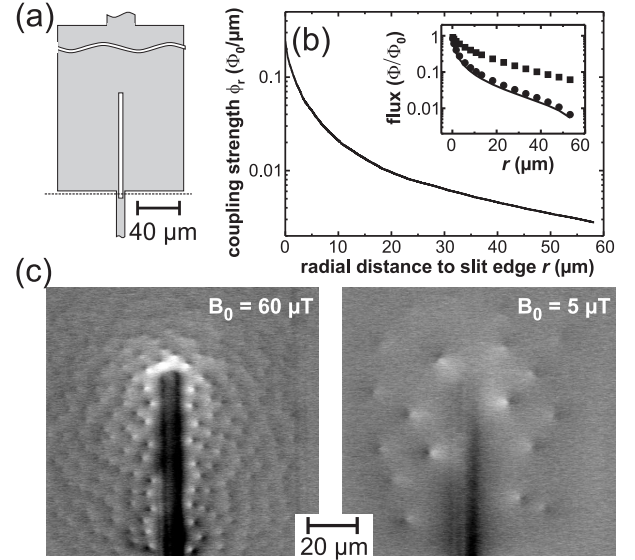 (a)
40 µm
(b)
coupling strength ϕr (Φ0/µm)
0.1
0.01
0
10
20
30
40
50
60
radial distance to slit edge r (µm)
flux (Φ/Φ0)
1
0.1
0.01
0
20
40
60
r (µm)
(c)
B0 = 60 µT
B0 = 5 µT
20 µm